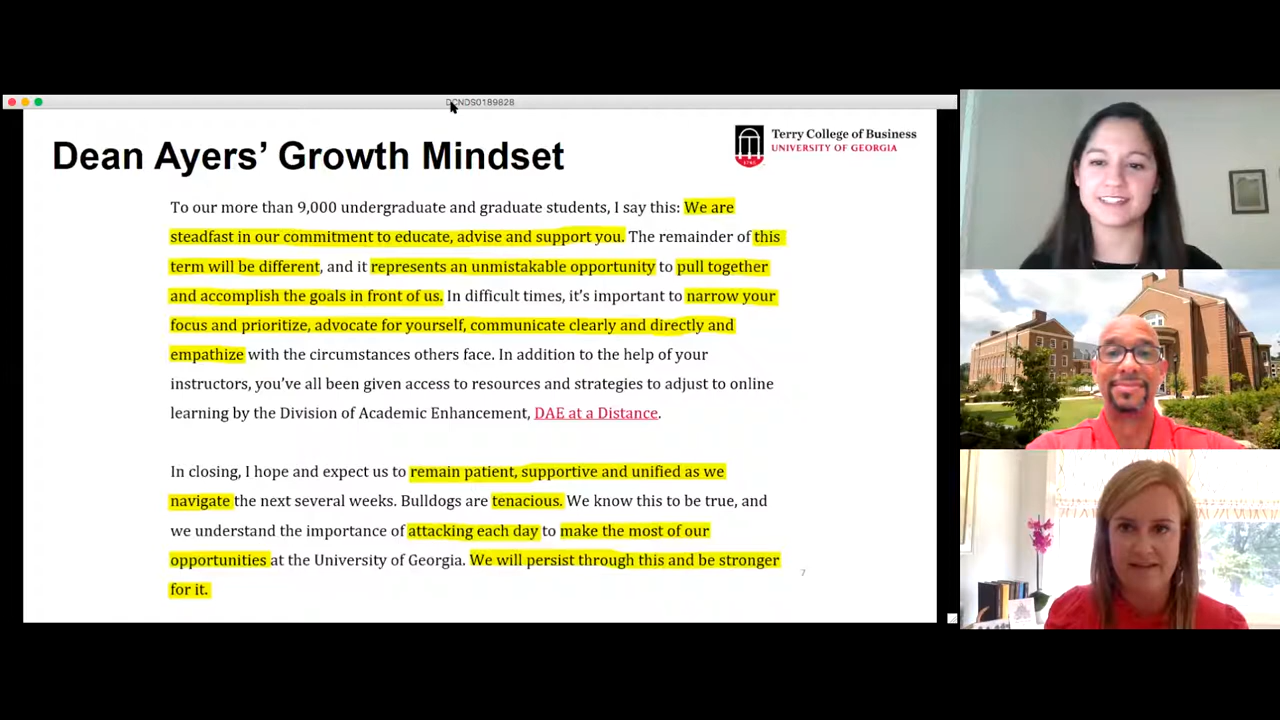 DCNDS0189828
Dean Ayers’ Growth Mindset
Terry College of Business
UNIVERSITY OF GEORGIA
1785
To our more than 9,000 undergraduate and graduate students, I say this: We are
steadfast in our commitment to educate, advise and support you. The remainder of this
term will be different, and it represents an unmistakable opportunity to pull together
and accomplish the goals in front of us. In difficult times, it’s important to narrow your
focus and prioritize, advocate for yourself, communicate clearly and directly and
empathize with the circumstances others face. In addition to the help of your
instructors, you’ve all been given access to resources and strategies to adjust to online
learning by the Division of Academic Enhancement, DAE at a Distance.
In closing, I hope and expect us to remain patient, supportive and unified as we
navigate the next several weeks. Bulldogs are tenacious. We know this to be true, and
we understand the importance of attacking each day to make the most of our
opportunities at the University of Georgia. We will persist through this and be stronger
for it.
7